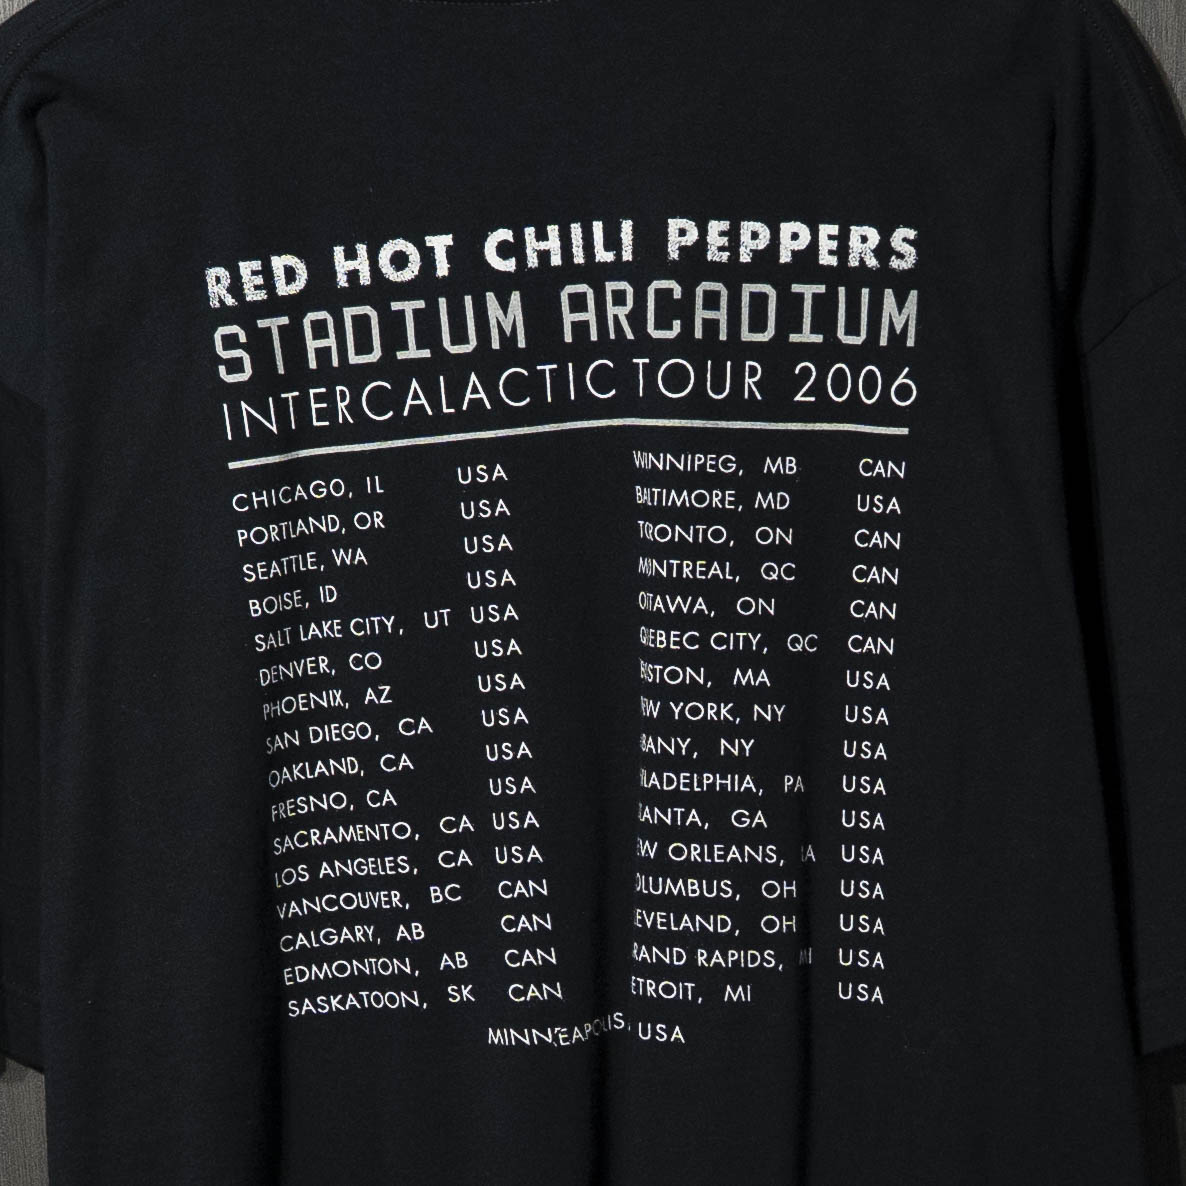 RED HOT CHILI PEPPERS
STADIUM ARCADIUM
INTERCALACTIC TOUR 2006
CHICAGO, IL USA
PORTLAND, OR USA
SEATTLE, WA USA
BOISE, ID USA
SALT LAKE CITY, UT USA
DENVER, CO USA
PHOENIX, AZ USA
SAN DIEGO, CA USA
OAKLAND, CA USA
FRESNO, CA USA
SACRAMENTO, CA USA
LOS ANGELES, CA USA
VANCOUVER, BC CAN
CALGARY, AB CAN
EDMONTON, AB CAN
SASKATOON, SK CAN
WINNIPEG, MB CAN
BALTIMORE, MD USA
TORONTO, ON CAN
MONTREAL, QC CAN
OTTAWA, ON CAN
QUEBEC CITY, QC CAN
BOSTON, MA USA
NEW YORK, NY USA
ALBANY, NY USA
PHILADELPHIA, PA USA
ATLANTA, GA USA
NEW ORLEANS, LA USA
COLUMBUS, OH USA
CLEVELAND, OH USA
GRAND RAPIDS, MI USA
DETROIT, MI USA
MINNEAPOLIS, USA